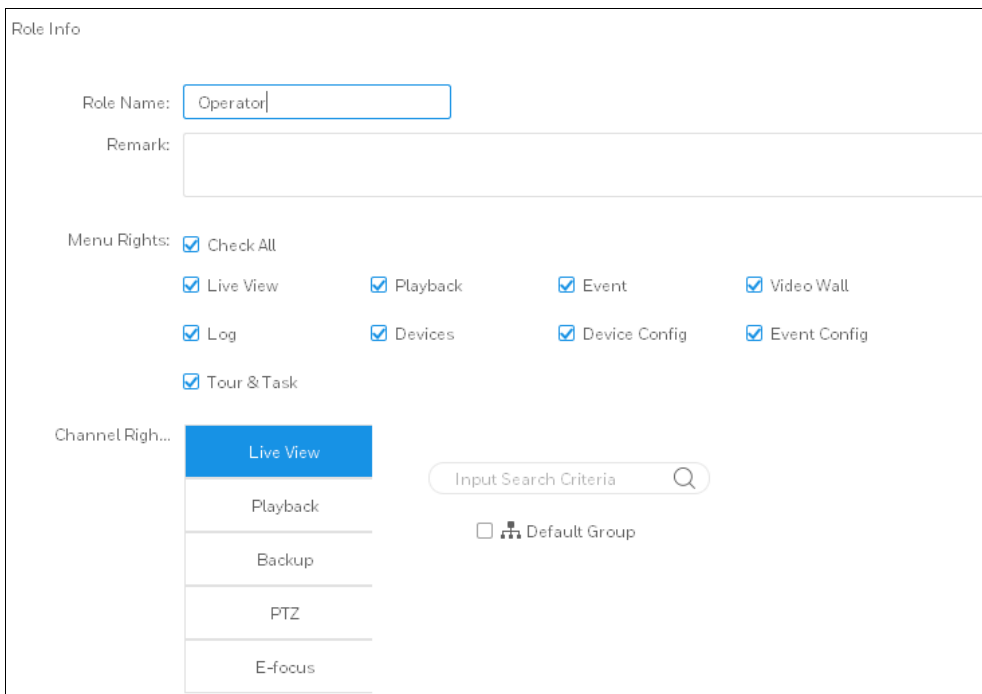 Role Info
Role Name: Operator
Remark:
Menu Rights: Check All
Live View Playback Event Video Wall
Log Devices Device Config Event Config
Tour & Task
Channel Righ...
Live View
Input Search Criteria
Playback
Default Group
Backup
PTZ
E-focus